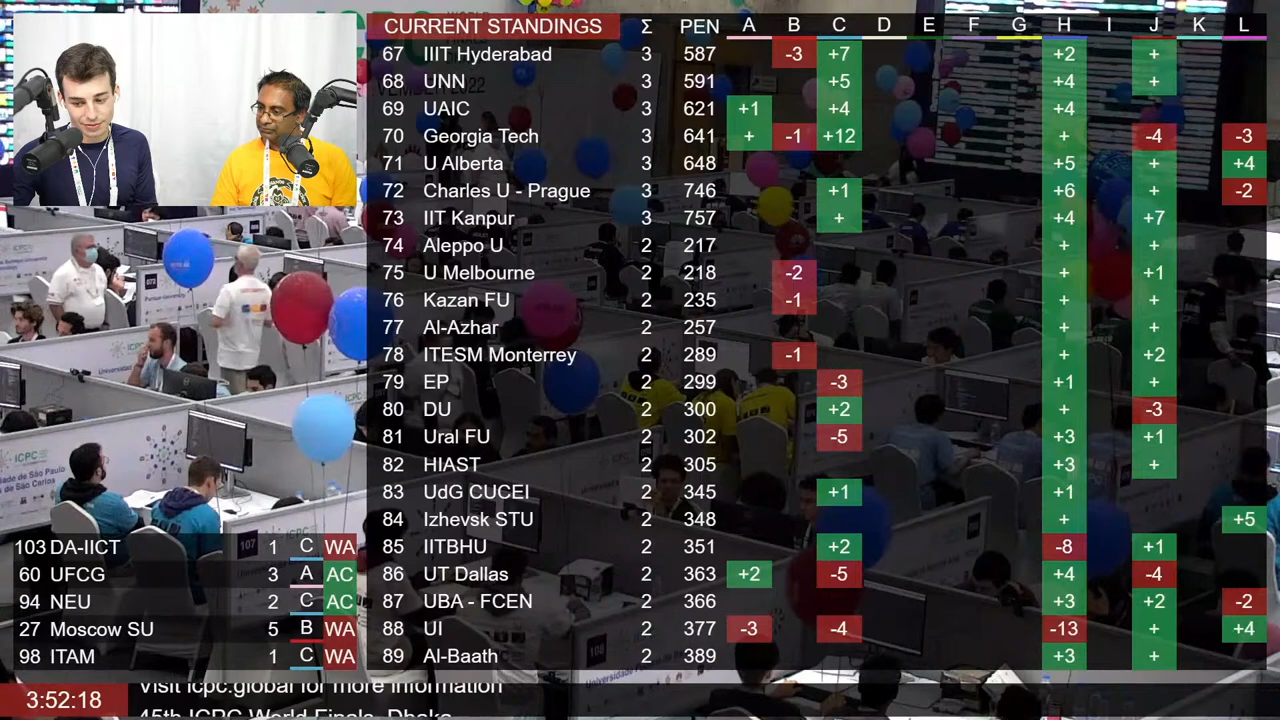 CURRENT STANDINGS Σ PEN A B C D E F G H I J K L
67 IIIT Hyderabad 3 587 -3 +7 +2 +
68 UNN 3 591 +5 +4 +
69 UAIC 3 621 +1 +4 +4
70 Georgia Tech 3 641 + -1 +12 + -4 -3
71 U Alberta 3 648 +5 + +4
72 Charles U - Prague 3 746 +1 +6 + -2
73 IIT Kanpur 3 757 + +4 +7
74 Aleppo U 2 217 + +
75 U Melbourne 2 218 -2 + +1
76 Kazan FU 2 235 -1 + +
77 Al-Azhar 2 257 + +
78 ITESM Monterrey 2 289 -1 + +2
79 EP 2 299 -3 +1 +
80 DU 2 300 +2 + -3
81 Ural FU 2 302 -5 +3 +1
82 HIAST 2 305 +3 +
83 UdG CUCEI 2 345 +1 +1
84 Izhevsk STU 2 348 + +5
85 IITBHU 2 351 +2 -8 +1
86 UT Dallas 2 363 +2 -5 +4 -4
87 UBA - FCEN 2 366 +3 +2 -2
88 UI 2 377 -3 -4 -13 + +4
89 Al-Baath 2 389 +3 +
103 DA-IICT 1 C WA
60 UFCG 3 A AC
94 NEU 2 C AC
27 Moscow SU 5 B WA
98 ITAM 1 C WA
3:52:18
Visit icpc.global for more information
45th ICPC World Finals, Dhaka